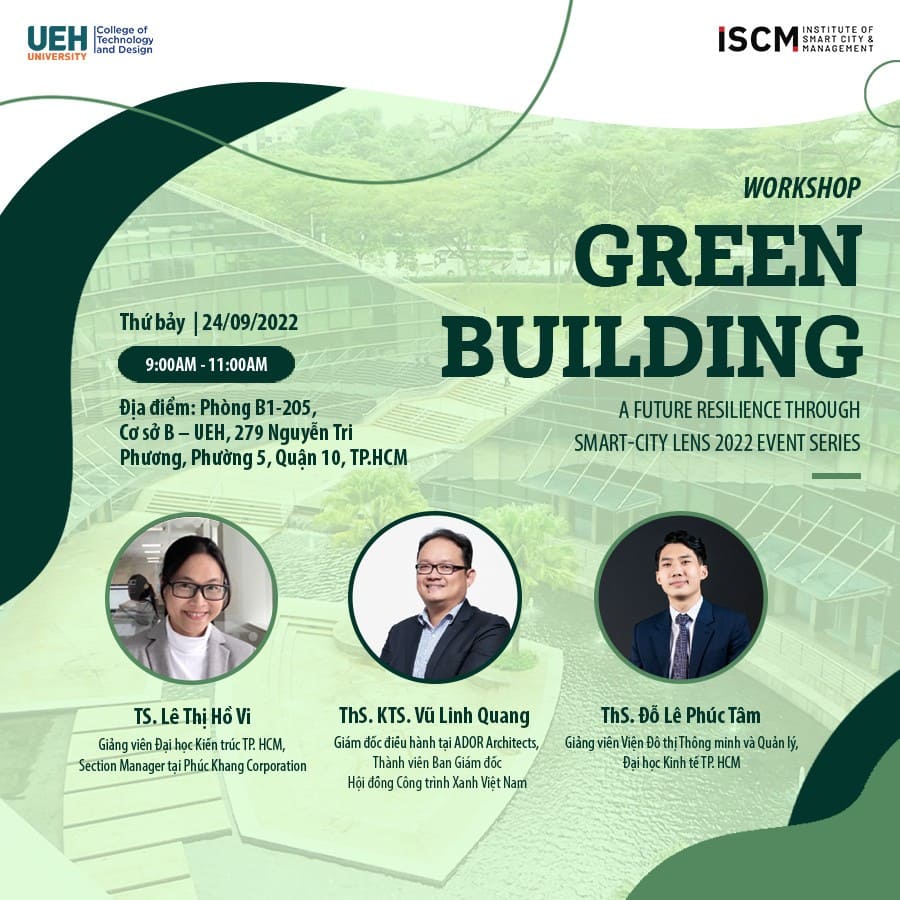 UEH
UNIVERSITY
College of
Technology
and Design
iSCM
INSTITUTE OF
SMART CITY &
MANAGEMENT
WORKSHOP
GREEN
BUILDING
A FUTURE RESILIENCE THROUGH
SMART-CITY LENS 2022 EVENT SERIES
Thứ bảy | 24/09/2022
9:00AM - 11:00AM
Địa điểm: Phòng B1-205,
Cơ sở B – UEH, 279 Nguyễn Tri
Phương, Phường 5, Quận 10, TP.HCM
TS. Lê Thị Hồ Vi
Giảng viên Đại học Kiến trúc TP. HCM,
Section Manager tại Phúc Khang Corporation
ThS. KTS. Vũ Linh Quang
Giám đốc điều hành tại ADOR Architects,
Thành viên Ban Giám đốc
Hội đồng Công trình Xanh Việt Nam
ThS. Đỗ Lê Phúc Tâm
Giảng viên Viện Đô thị Thông minh và Quản lý,
Đại học Kinh tế TP. HCM